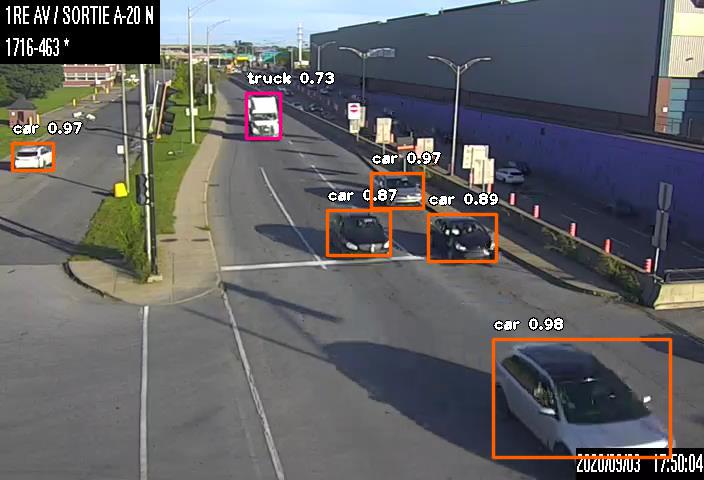 1RE AV / SORTIE A-20 N
1716-463 *
truck 0.73
car 0.97
car 0.97
car 0.87
car 0.89
car 0.98
2020/09/03 17:50:04